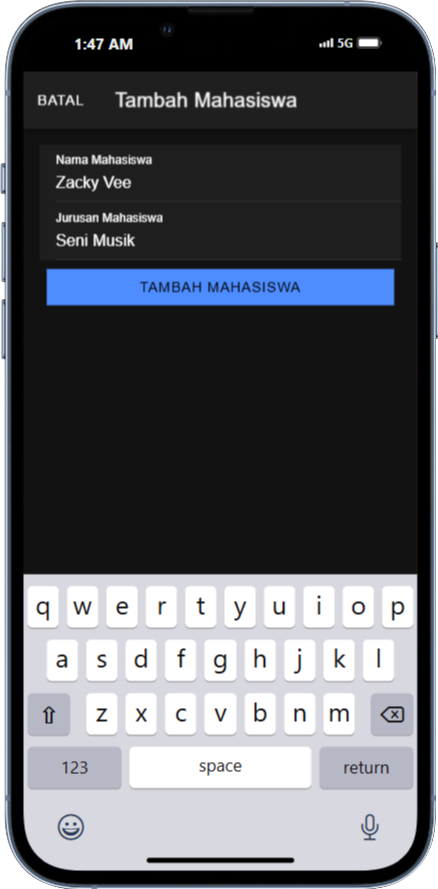 1:47 AM 5G
BATAL Tambah Mahasiswa
Nama Mahasiswa
Zacky Vee
Jurusan Mahasiswa
Seni Musik
TAMBAH MAHASISWA
q w e r t y u i o p
a s d f g h j k l
z x c v b n m
123 space return